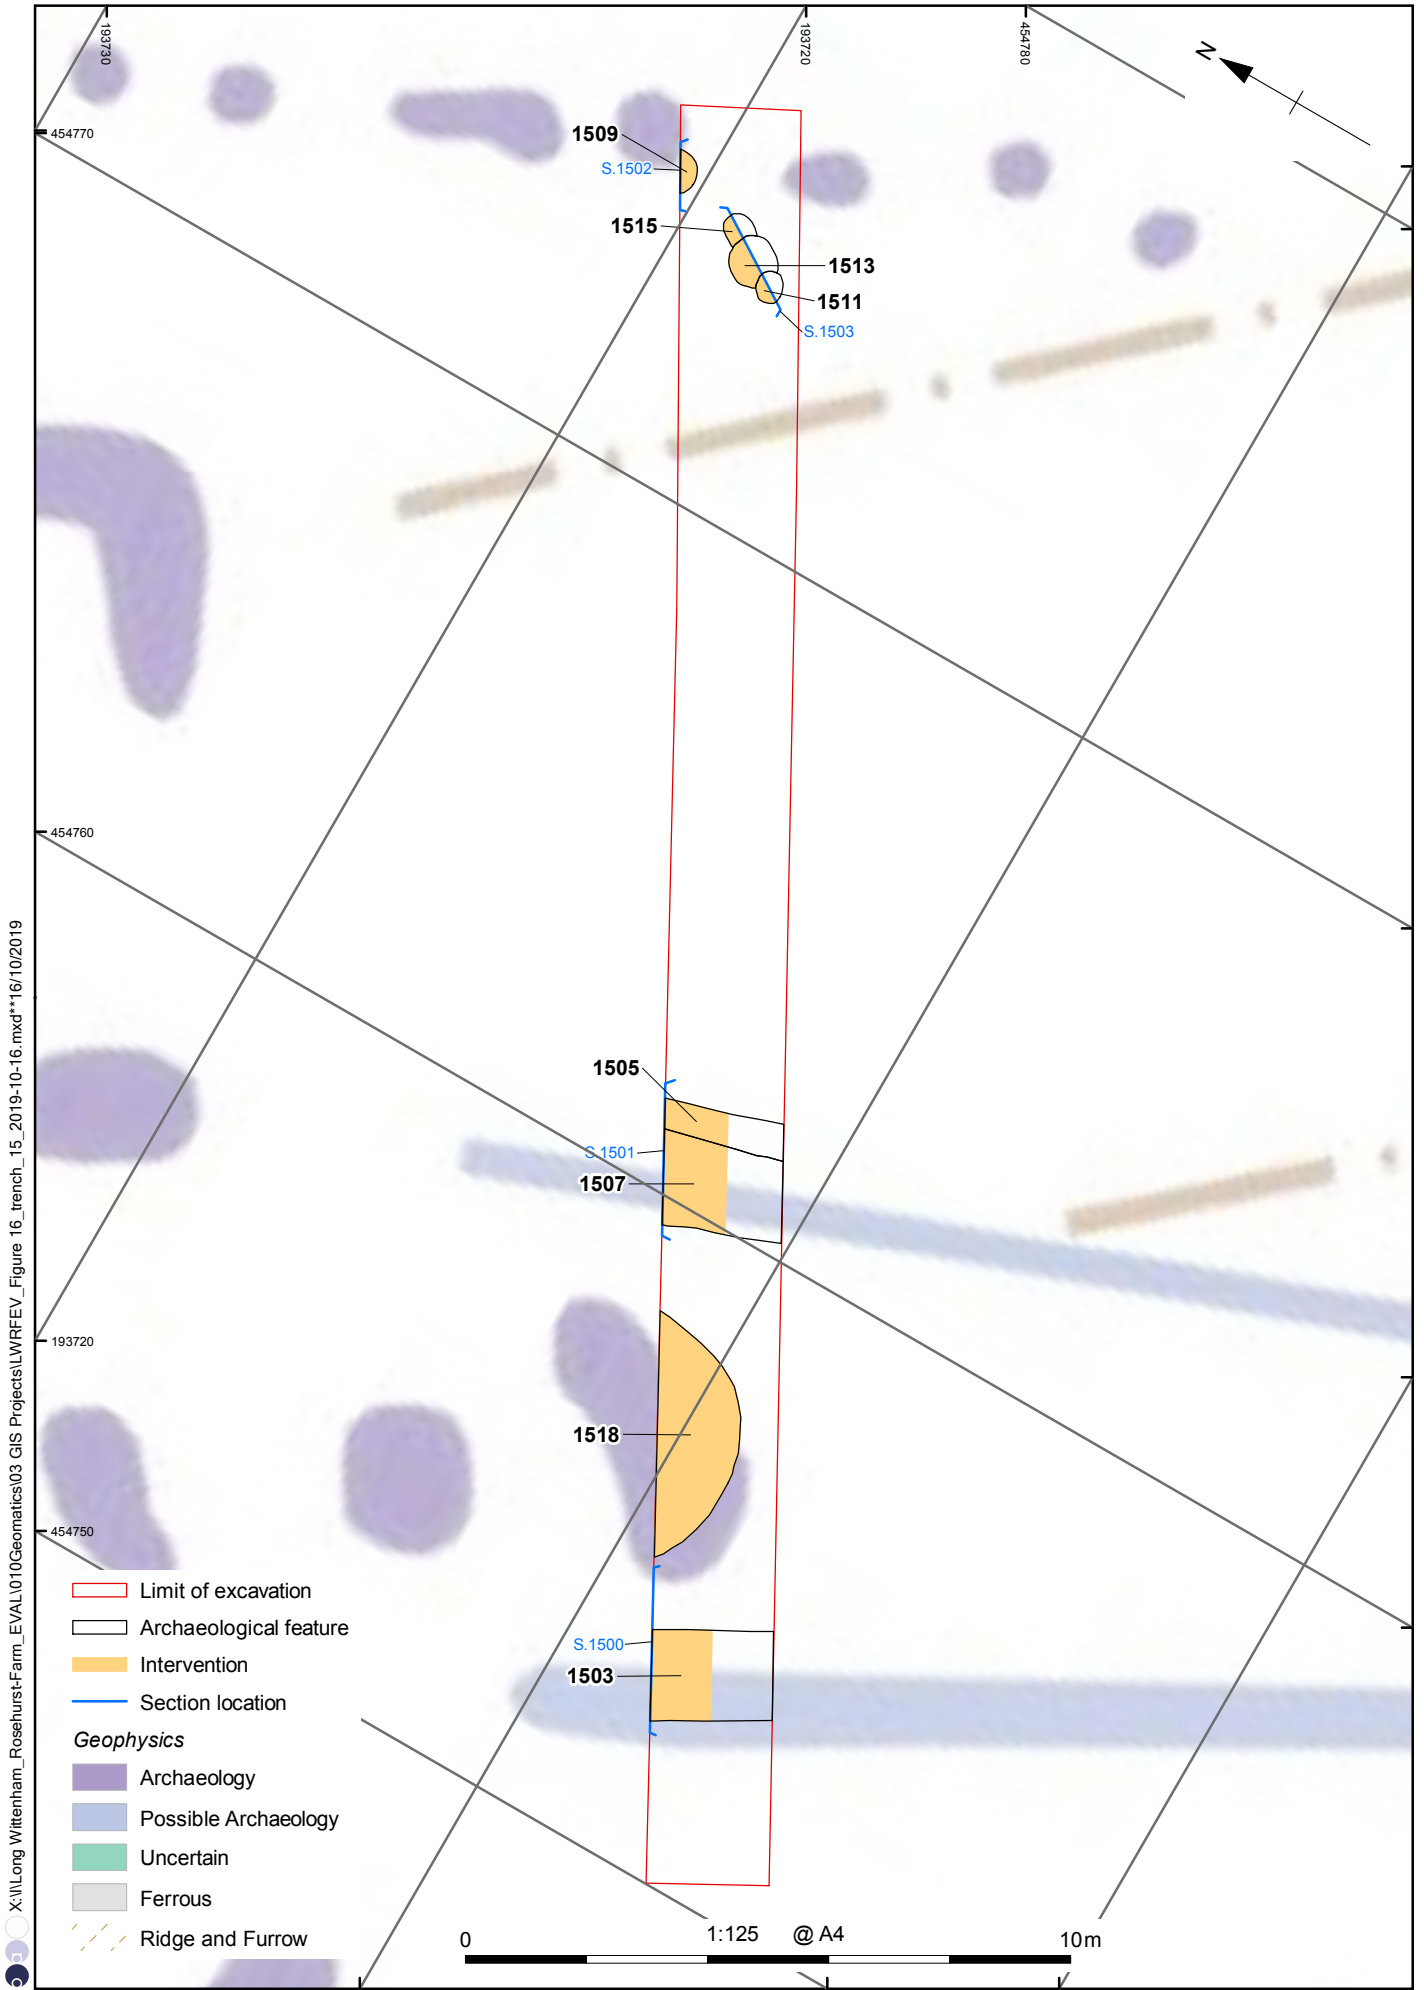 193730
193720
454780
N
454770
1509
S.1502
1515
1513
1511
S.1503
454760
1505
S.1501
1507
193720
1518
454750
S.1500
1503
Limit of excavation
Archaeological feature
Intervention
Section location
Geophysics
Archaeology
Possible Archaeology
Uncertain
Ferrous
Ridge and Furrow
0
1:125 @ A4
10m
X:\l\Long Wittenham_Rosehurst-Farm_EVAL\010Geomatics\03 GIS Projects\LWRFEV_Figure 16_trench_15_2019-10-16.mxd**16/10/2019